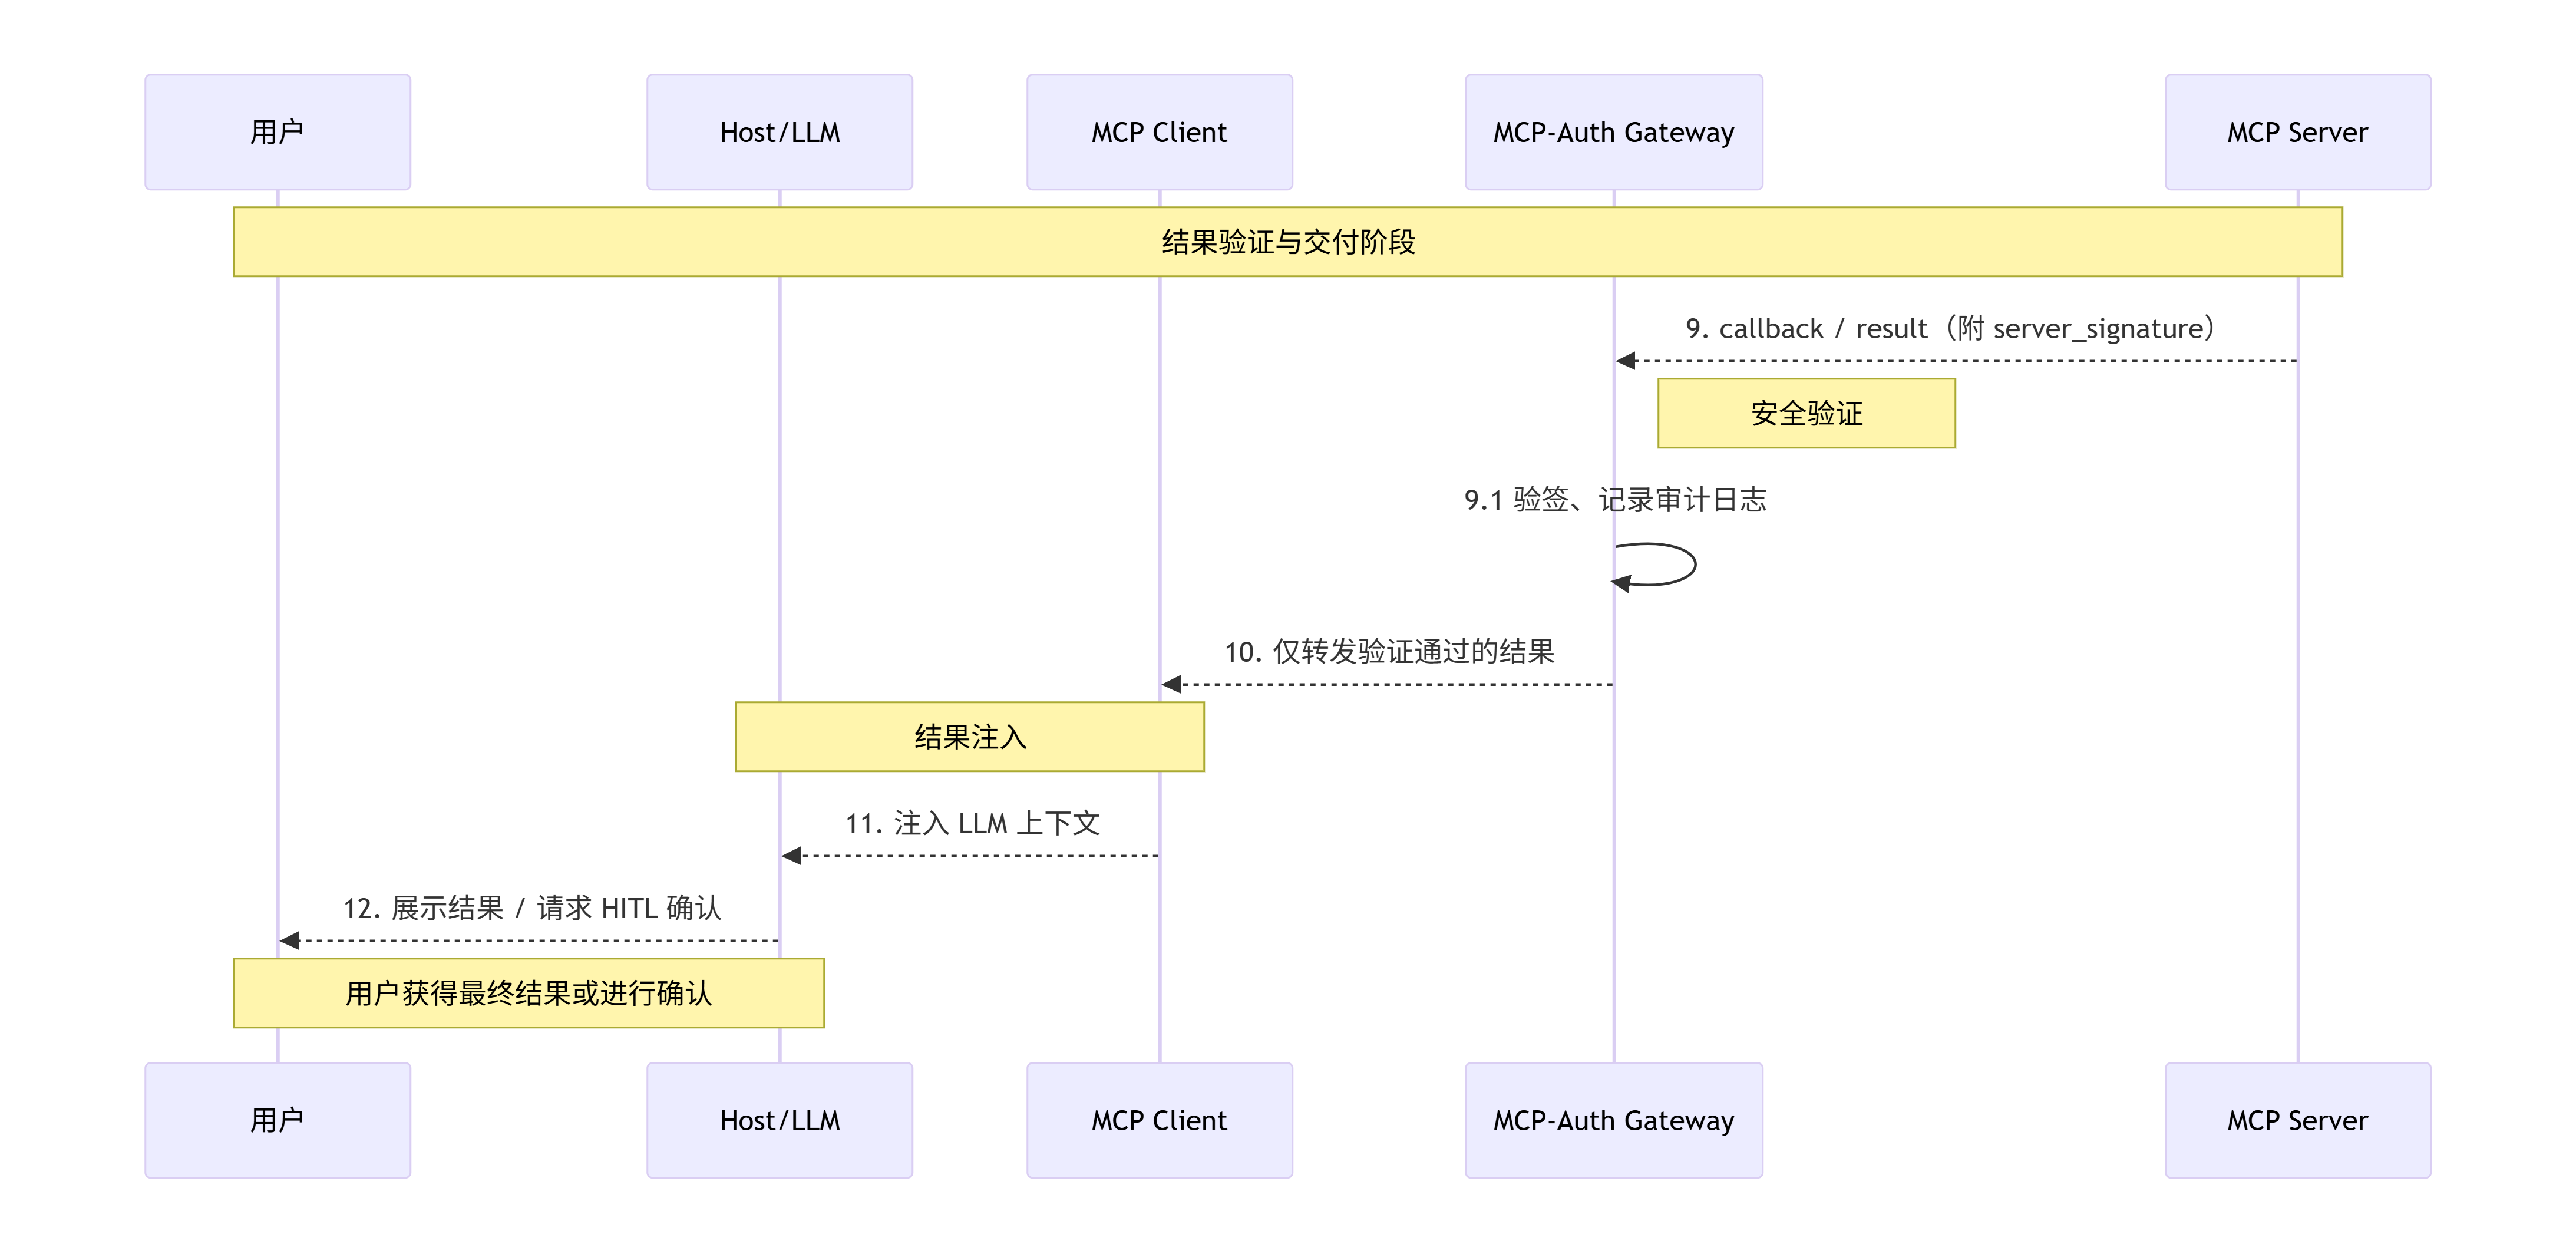 用户
Host/LLM
MCP Client
MCP-Auth Gateway
MCP Server
结果验证与交付阶段
9. callback / result（附 server_signature）
安全验证
9.1 验签、记录审计日志
10. 仅转发验证通过的结果
结果注入
11. 注入 LLM 上下文
12. 展示结果 / 请求 HITL 确认
用户获得最终结果或进行确认
用户
Host/LLM
MCP Client
MCP-Auth Gateway
MCP Server